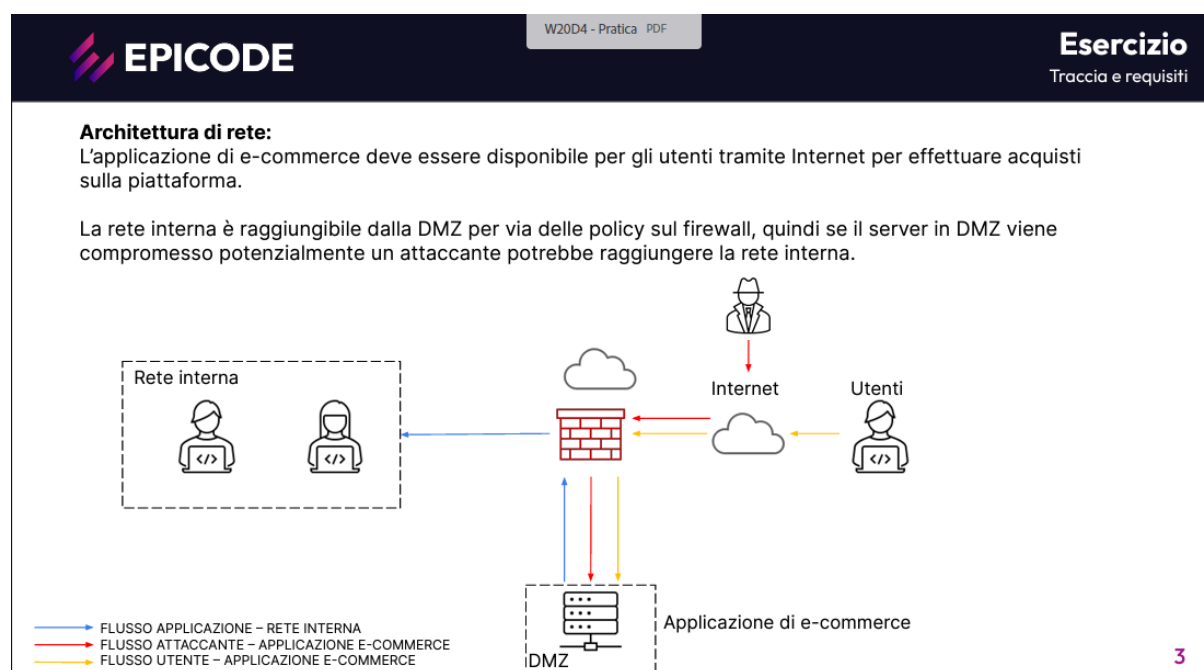 W20D4 - Pratica PDF
EPICODE
Esercizio
Traccia e requisiti
Architettura di rete:
L'applicazione di e-commerce deve essere disponibile per gli utenti tramite Internet per effettuare acquisti
sulla piattaforma.
La rete interna è raggiungibile dalla DMZ per via delle policy sul firewall, quindi se il server in DMZ viene
compromesso potenzialmente un attaccante potrebbe raggiungere la rete interna.
Rete interna
Internet
Utenti
</>
</>
</>
Applicazione di e-commerce
DMZ
FLUSSO APPLICAZIONE – RETE INTERNA
FLUSSO ATTACCANTE – APPLICAZIONE E-COMMERCE
FLUSSO UTENTE – APPLICAZIONE E-COMMERCE
3